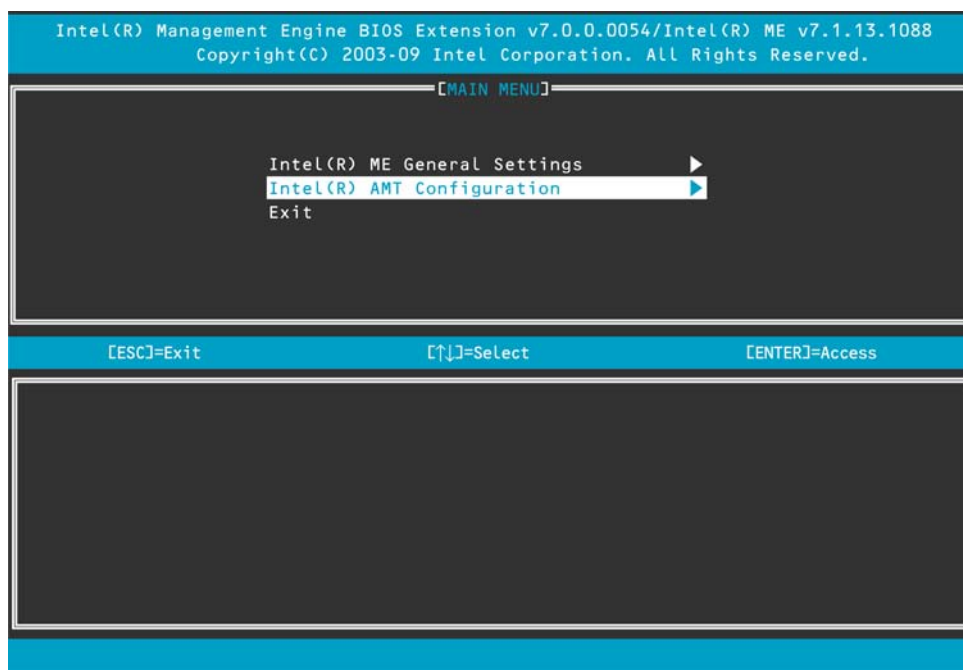 Intel(R) Management Engine BIOS Extension v7.0.0.0054/Intel(R) ME v7.1.13.1088
Copyright(C) 2003-09 Intel Corporation. All Rights Reserved.
[MAIN MENU]
Intel(R) ME General Settings ▶
Intel(R) AMT Configuration ▶
Exit
[ESC]=Exit [↑↓]=Select [ENTER]=Access